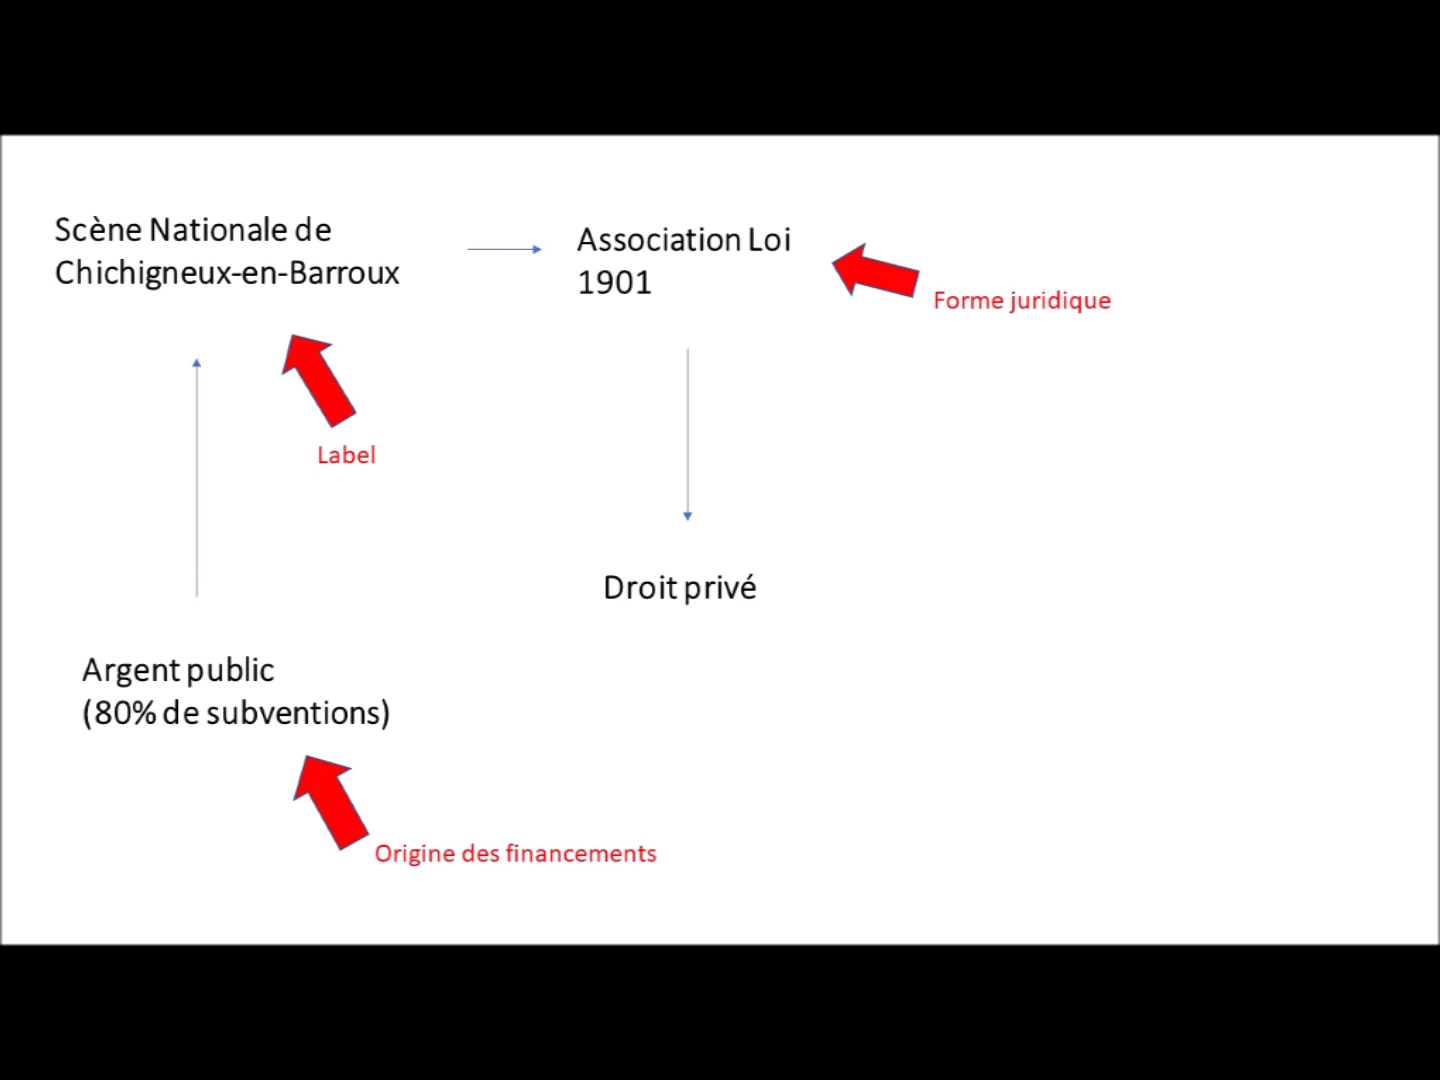 Scène Nationale de
Chichigneux-en-Barroux
Association Loi
1901
Forme juridique
Label
Droit privé
Argent public
(80% de subventions)
Origine des financements